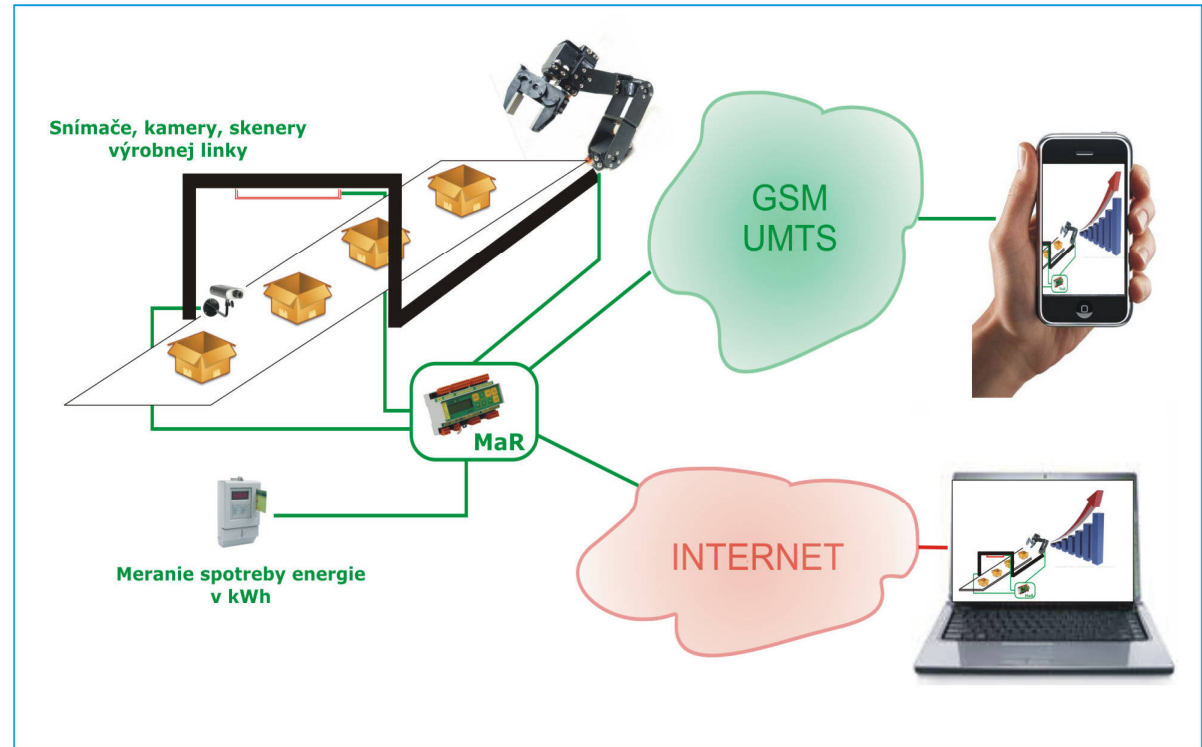 Snímače, kamery, skenery
výrobnej linky
GSM
UMTS
MaR
INTERNET
Meranie spotreby energie
v kWh